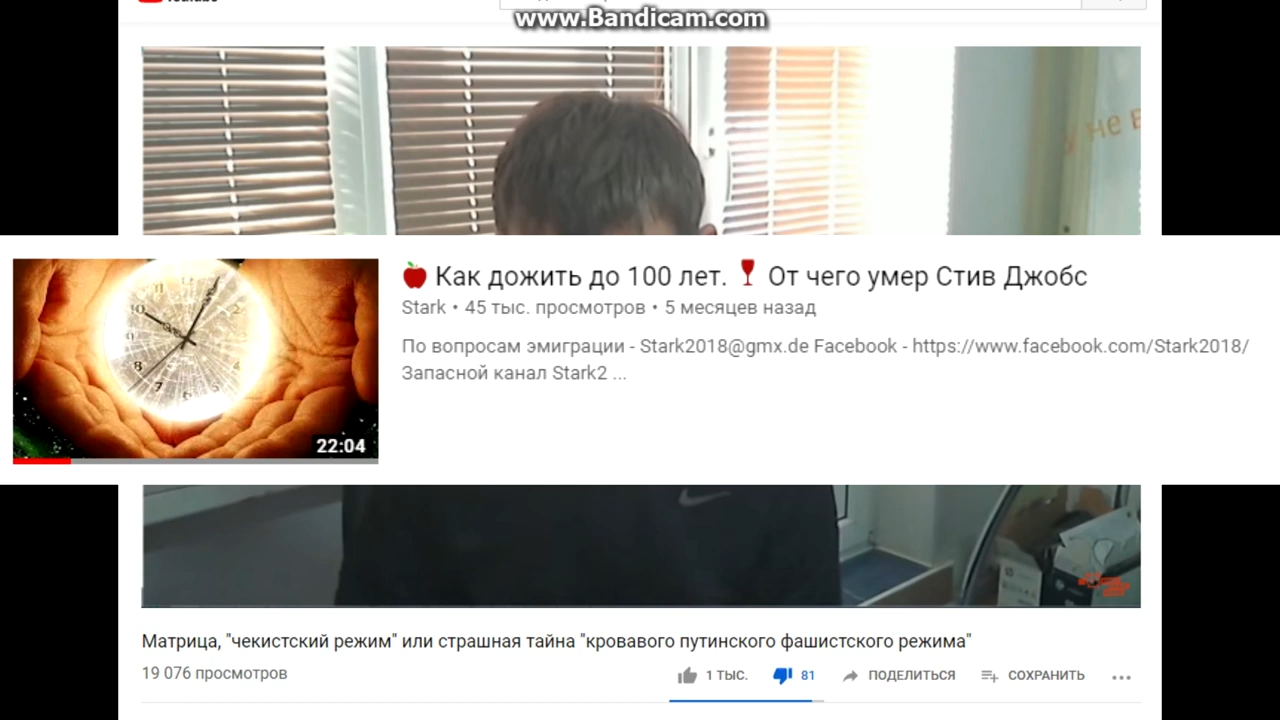 www.Bandicam.com
у не в
🍎 Как дожить до 100 лет. 🍷 От чего умер Стив Джобс
Stark • 45 тыс. просмотров • 5 месяцев назад
По вопросам эмиграции - Stark2018@gmx.de Facebook - https://www.facebook.com/Stark2018/
Запасной канал Stark2 ...
22:04
Матрица, "чекистский режим" или страшная тайна "кровавого путинского фашистского режима"
19 076 просмотров
1 ТЫС. 81 ПОДЕЛИТЬСЯ СОХРАНИТЬ